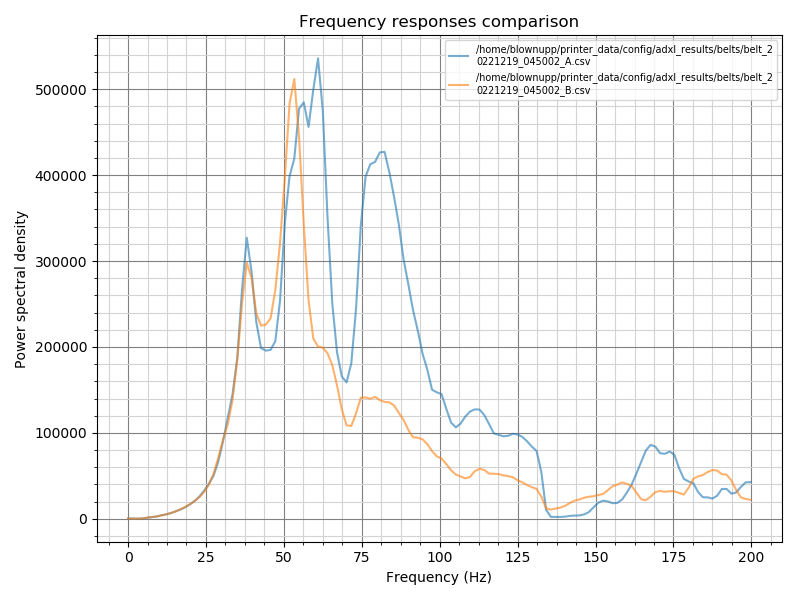 Frequency responses comparison
/home/blownupp/printer_data/config/adxl_results/belts/belt_2
0221219_045002_A.csv
/home/blownupp/printer_data/config/adxl_results/belts/belt_2
0221219_045002_B.csv
500000
400000
300000
200000
100000
0
Power spectral density
0 25 50 75 100 125 150 175 200
Frequency (Hz)